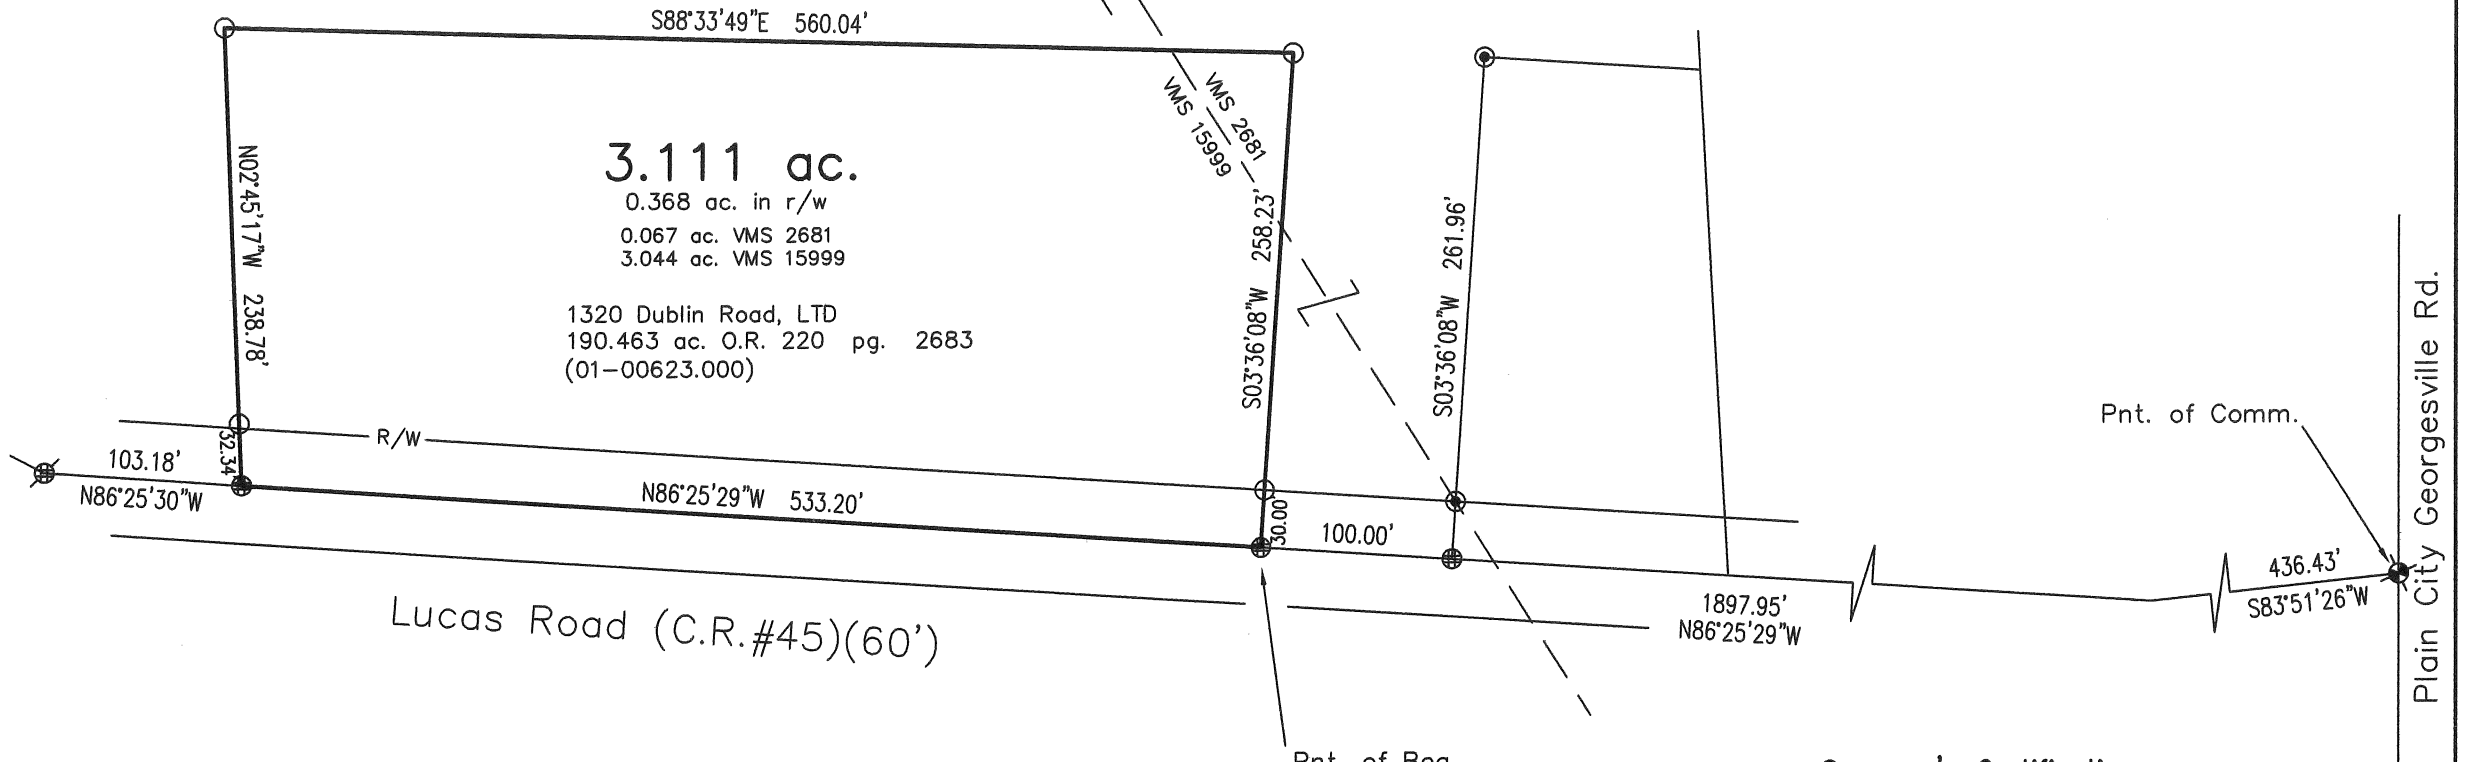 S88°33'49"E 560.04'
VMS 2681
VMS 15999
N02°45'17"W 238.78'
3.111 ac.
0.368 ac. in r/w
0.067 ac. VMS 2681
3.044 ac. VMS 15999
1320 Dublin Road, LTD
190.463 ac. O.R. 220 pg. 2683
(01-00623.000)
S03°36'08"W 258.23'
S03°36'08"W 261.96'
Plain City Georgesville Rd.
Pnt. of Comm.
R/W
32.34'
103.18'
N86°25'30"W
N86°25'29"W 533.20'
30.00'
100.00'
436.43'
S83°51'26"W
1897.95'
N86°25'29"W
Lucas Road (C.R.#45)(60')
Pnt. of Beg.